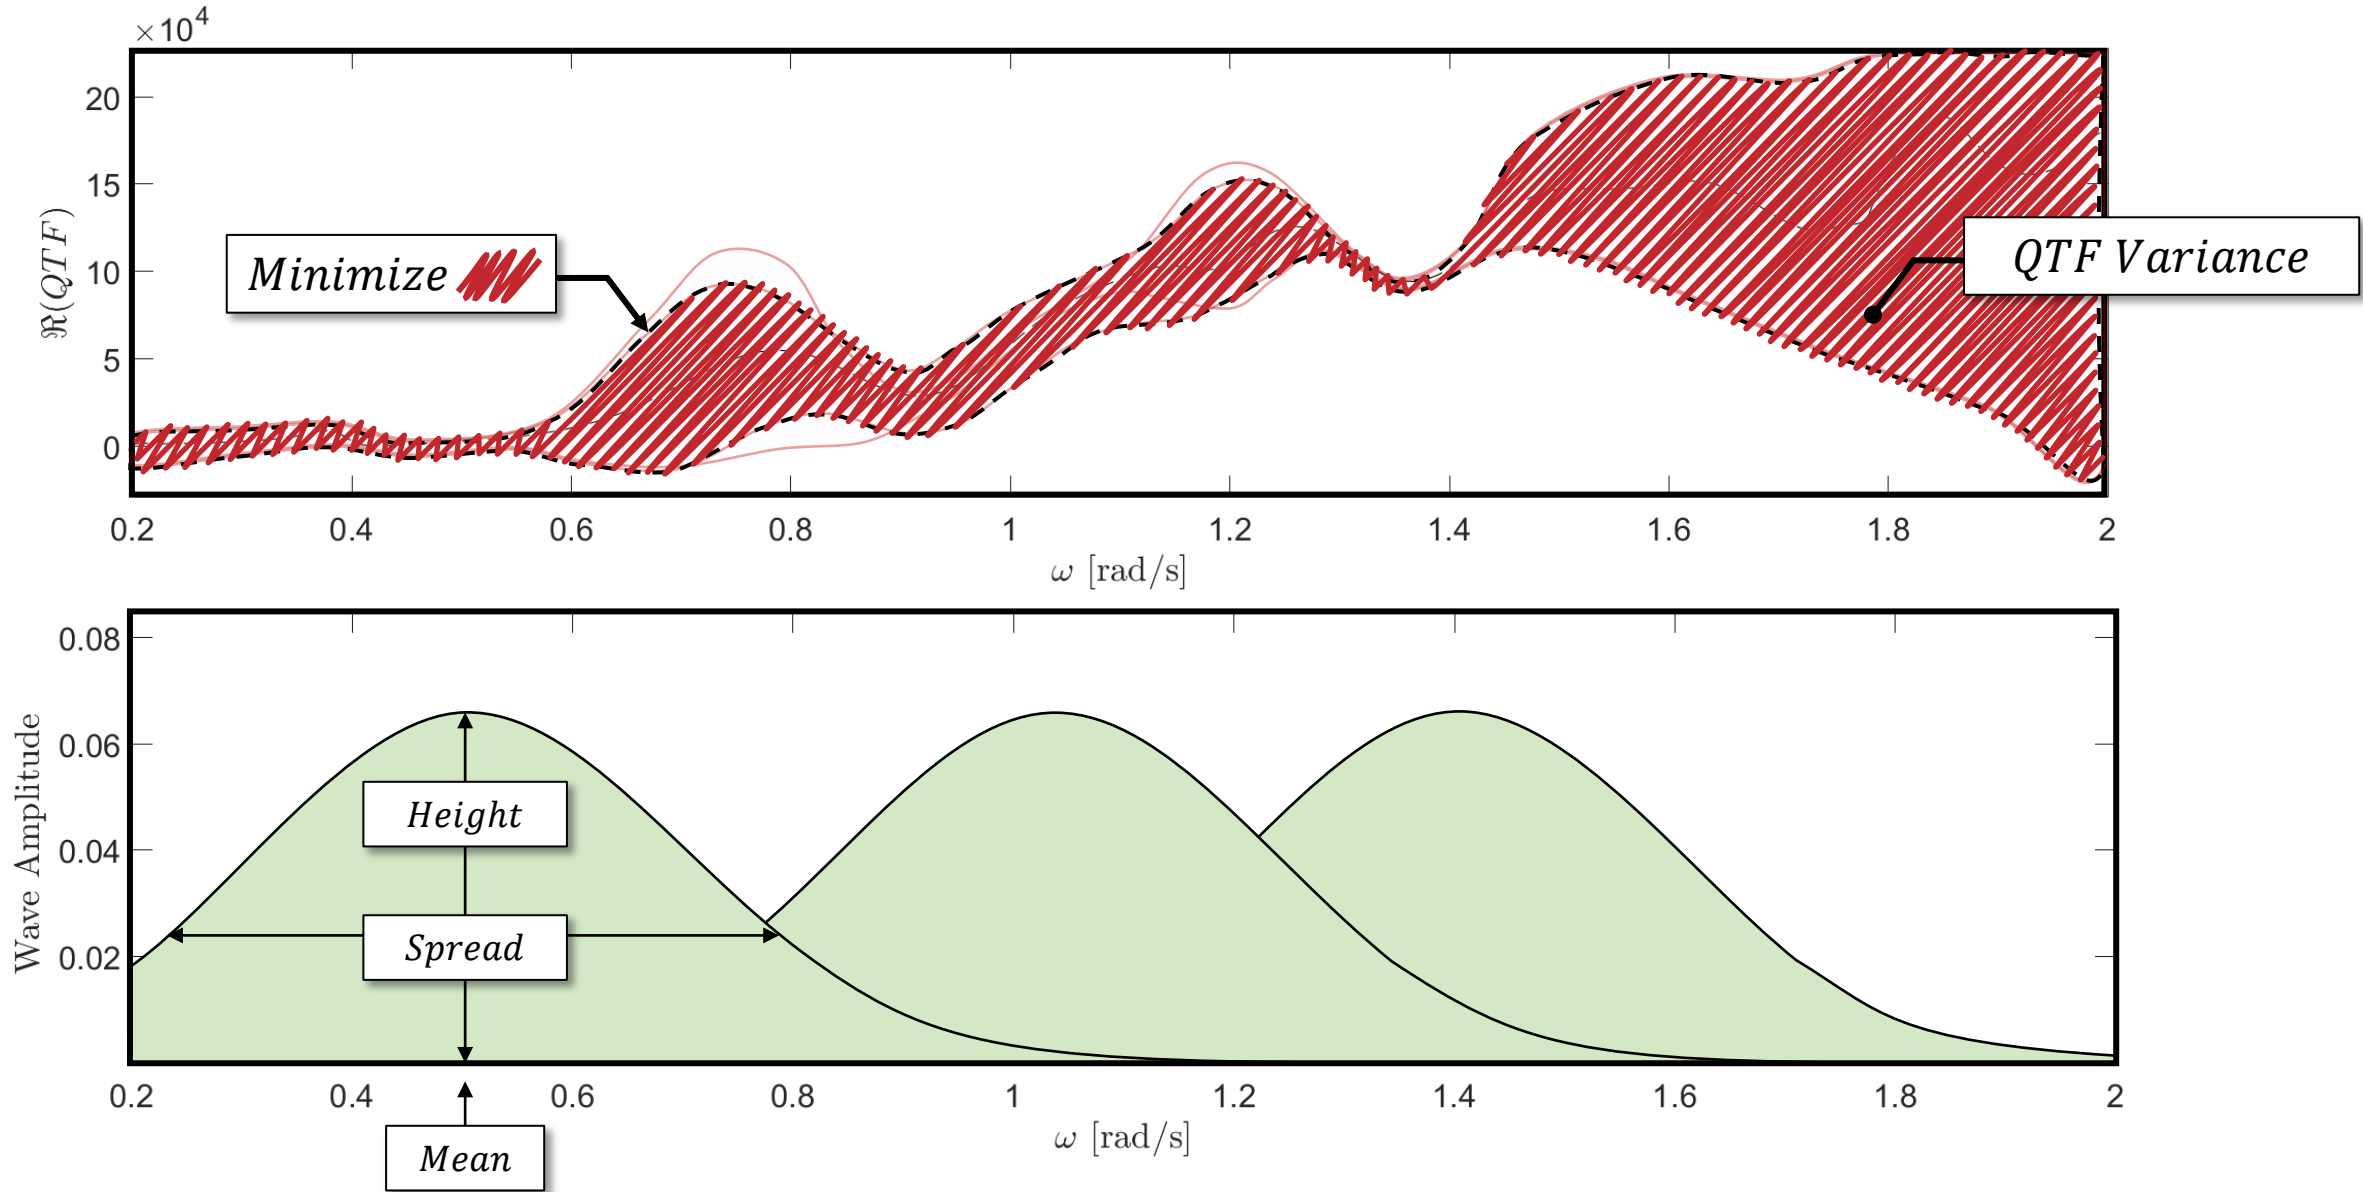 ×10⁴
20
15
10
5
0
ℜ(QTF)
Minimize
QTF Variance
0.2 0.4 0.6 0.8 1 1.2 1.4 1.6 1.8 2
ω [rad/s]
0.08
0.06
0.04
0.02
Wave Amplitude
Height
Spread
0.2 0.4 0.6 0.8 1 1.2 1.4 1.6 1.8 2
ω [rad/s]
Mean